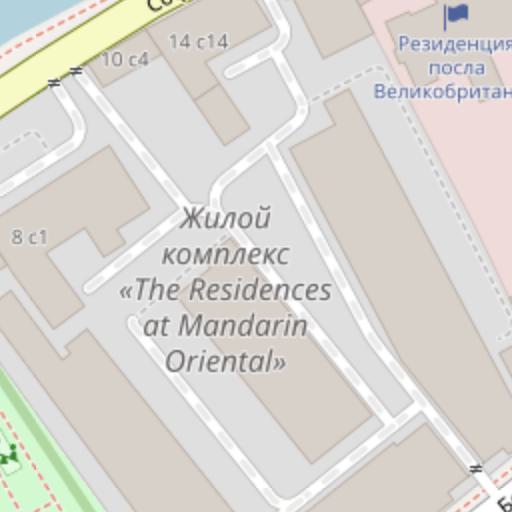 Со
10 с4
14 с14
Резиденция
посла
Великобритан
8 с1
Жилой
комплекс
«The Residences
at Mandarin
Oriental»
Б